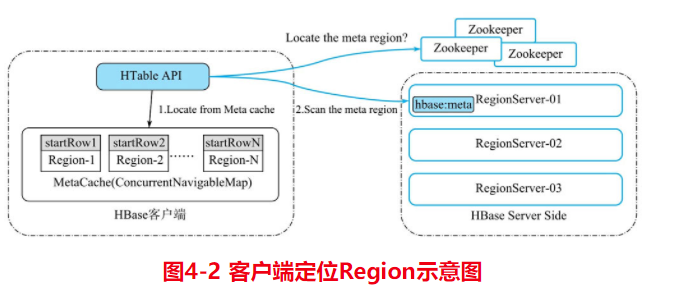 Locate the meta region?
Zookeeper
Zookeeper
Zookeeper
HTable API
1.Locate from Meta cache
2.Scan the meta region
hbase:meta
RegionServer-01
startRow1
startRow2
startRowN
Region-1
Region-2
······
Region-N
MetaCache(ConcurrentNavigableMap)
HBase客户端
RegionServer-02
RegionServer-03
HBase Server Side
图4-2 客户端定位Region示意图